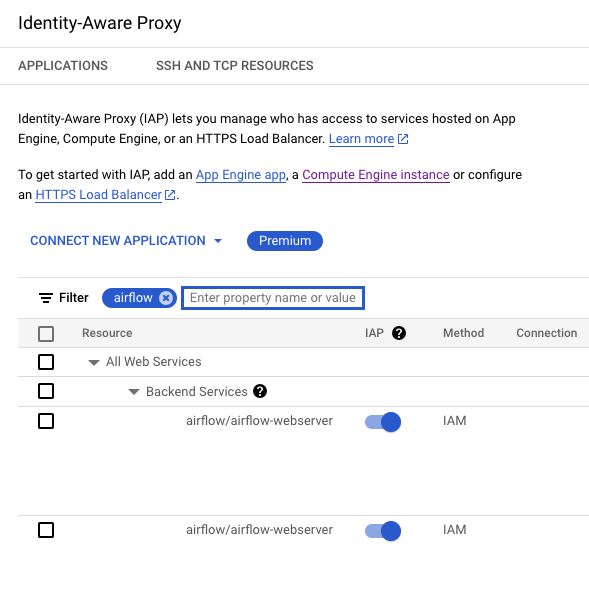 Identity-Aware Proxy
APPLICATIONS SSH AND TCP RESOURCES
Identity-Aware Proxy (IAP) lets you manage who has access to services hosted on App
Engine, Compute Engine, or an HTTPS Load Balancer. Learn more
To get started with IAP, add an App Engine app, a Compute Engine instance or configure
an HTTPS Load Balancer.
CONNECT NEW APPLICATION Premium
Filter airflow Enter property name or value
Resource IAP ? Method Connection
All Web Services
Backend Services ?
airflow/airflow-webserver IAM
airflow/airflow-webserver IAM